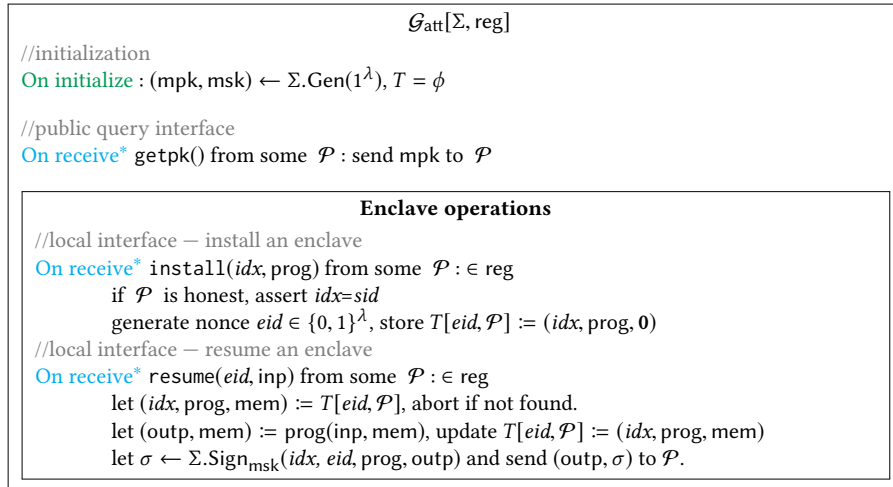 𝒢att[Σ, reg]
//initialization
On initialize : (mpk, msk) ← Σ.Gen(1^λ), T = ϕ
//public query interface
On receive* getpk() from some 𝒫 : send mpk to 𝒫
Enclave operations
//local interface — install an enclave
On receive* install(idx, prog) from some 𝒫 : ∈ reg
if 𝒫 is honest, assert idx=sid
generate nonce eid ∈ {0, 1}^λ, store T[eid, 𝒫] := (idx, prog, 0)
//local interface — resume an enclave
On receive* resume(eid, inp) from some 𝒫 : ∈ reg
let (idx, prog, mem) := T[eid, 𝒫], abort if not found.
let (outp, mem) := prog(inp, mem), update T[eid, 𝒫] := (idx, prog, mem)
let σ ← Σ.Sign_msk(idx, eid, prog, outp) and send (outp, σ) to 𝒫.